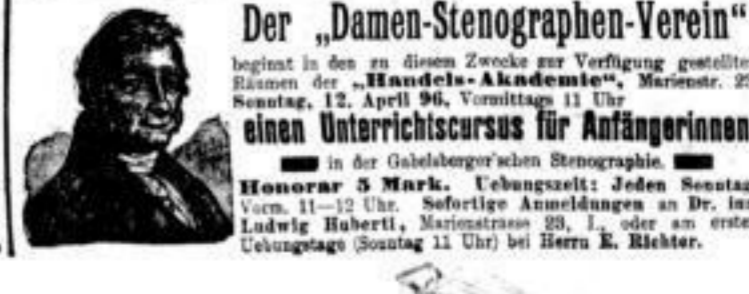 Der „Damen-Stenographen-Verein“
beginnt in den zu diesem Zwecke zur Verfügung gestellten
Räumen der „Handels-Akademie“, Marienstr. 23
Sonntag, 12. April 96, Vormittags 11 Uhr
einen Unterrichtscursus für Anfängerinnen
in der Gabelsberger'schen Stenographie.
Honorar 5 Mark. Uebungszeit: Jeden Sonntag
Vorm. 11—12 Uhr. Sofortige Anmeldungen an Dr. iur.
Ludwig Huberti, Marienstrasse 23, I., oder am ersten
Uebungstage (Sonntag 11 Uhr) bei Herrn E. Richter.